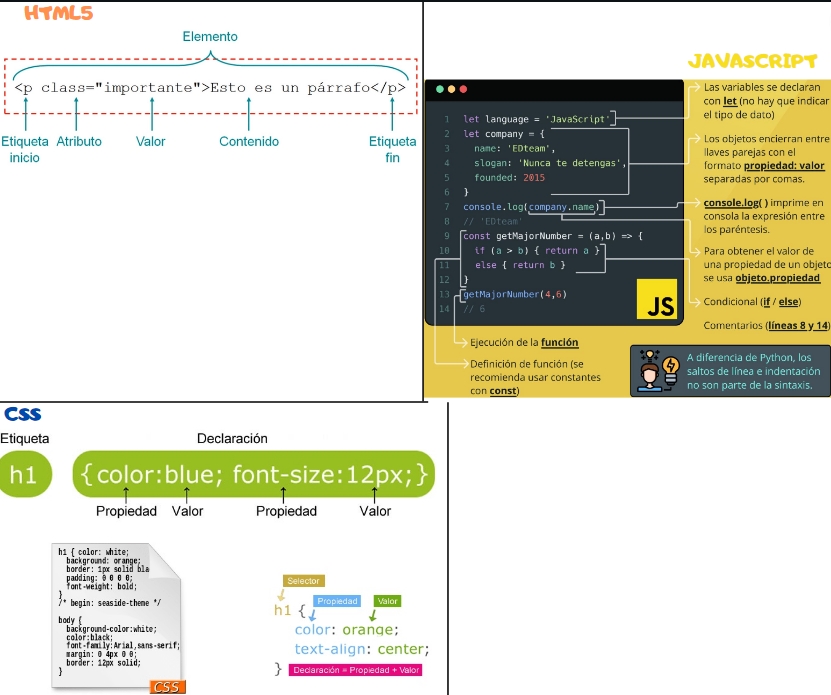 HTML5
Elemento
<p class="importante">Esto es un párrafo</p>
Etiqueta inicio
Atributo
Valor
Contenido
Etiqueta fin
JAVASCRIPT
1 let language = 'JavaScript'
2 let company = {
3 name: 'EDteam',
4 slogan: 'Nunca te detengas',
5 founded: 2015
6 }
7 console.log(company.name)
8 // 'EDteam'
9 const getMajorNumber = (a,b) => {
10 if (a > b) { return a }
11 else { return b }
12 }
13 getMajorNumber(4,6)
14 // 6
JS
Las variables se declaran
con let (no hay que indicar
el tipo de dato)
Los objetos encierran entre
llaves parejas con el
formato propiedad: valor
separadas por comas.
console.log( ) imprime en
consola la expresión entre
los paréntesis.
Para obtener el valor de
una propiedad de un objeto
se usa objeto.propiedad
Condicional (if / else)
Comentarios (líneas 8 y 14)
Ejecución de la función
Definición de función (se
recomienda usar constantes
con const)
A diferencia de Python, los
saltos de línea e indentación
no son parte de la sintaxis.
CSS
Etiqueta
Declaración
h1
{color:blue; font-size:12px;}
Propiedad Valor Propiedad Valor
h1 { color: white;
background: orange;
border: 1px solid bla
padding: 0 0 0 0;
font-weight: bold;
}
/* begin: seaside-theme */
body {
background-color:white;
color:black;
font-family:Arial,sans-serif;
margin: 0 4px 0 0;
border: 12px solid;
}
CSS
Selector
Propiedad Valor
h1 {
color: orange;
text-align: center;
} Declaración = Propiedad + Valor